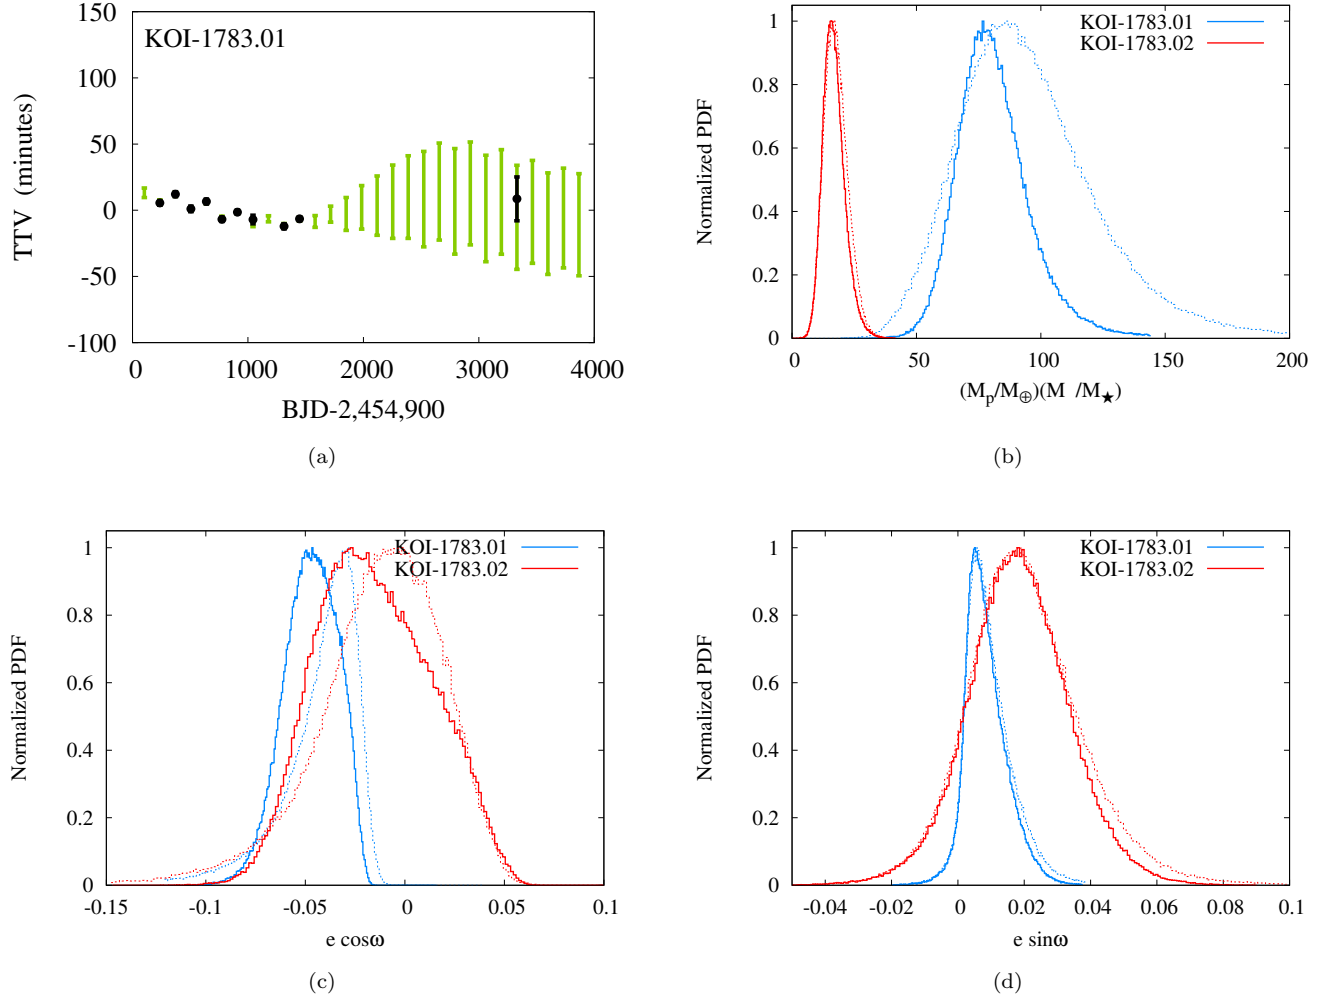 KOI-1783.01
TTV (minutes)
150
100
50
0
-50
-100
0 1000 2000 3000 4000
BJD-2,454,900
(a)
KOI-1783.01
KOI-1783.02
Normalized PDF
1
0.8
0.6
0.4
0.2
0
0 50 100 150 200
(Mp/M⊕)(M /M★)
(b)
KOI-1783.01
KOI-1783.02
Normalized PDF
1
0.8
0.6
0.4
0.2
0
-0.15 -0.1 -0.05 0 0.05 0.1
e cosω
(c)
KOI-1783.01
KOI-1783.02
Normalized PDF
1
0.8
0.6
0.4
0.2
0
-0.04 -0.02 0 0.02 0.04 0.06 0.08 0.1
e sinω
(d)